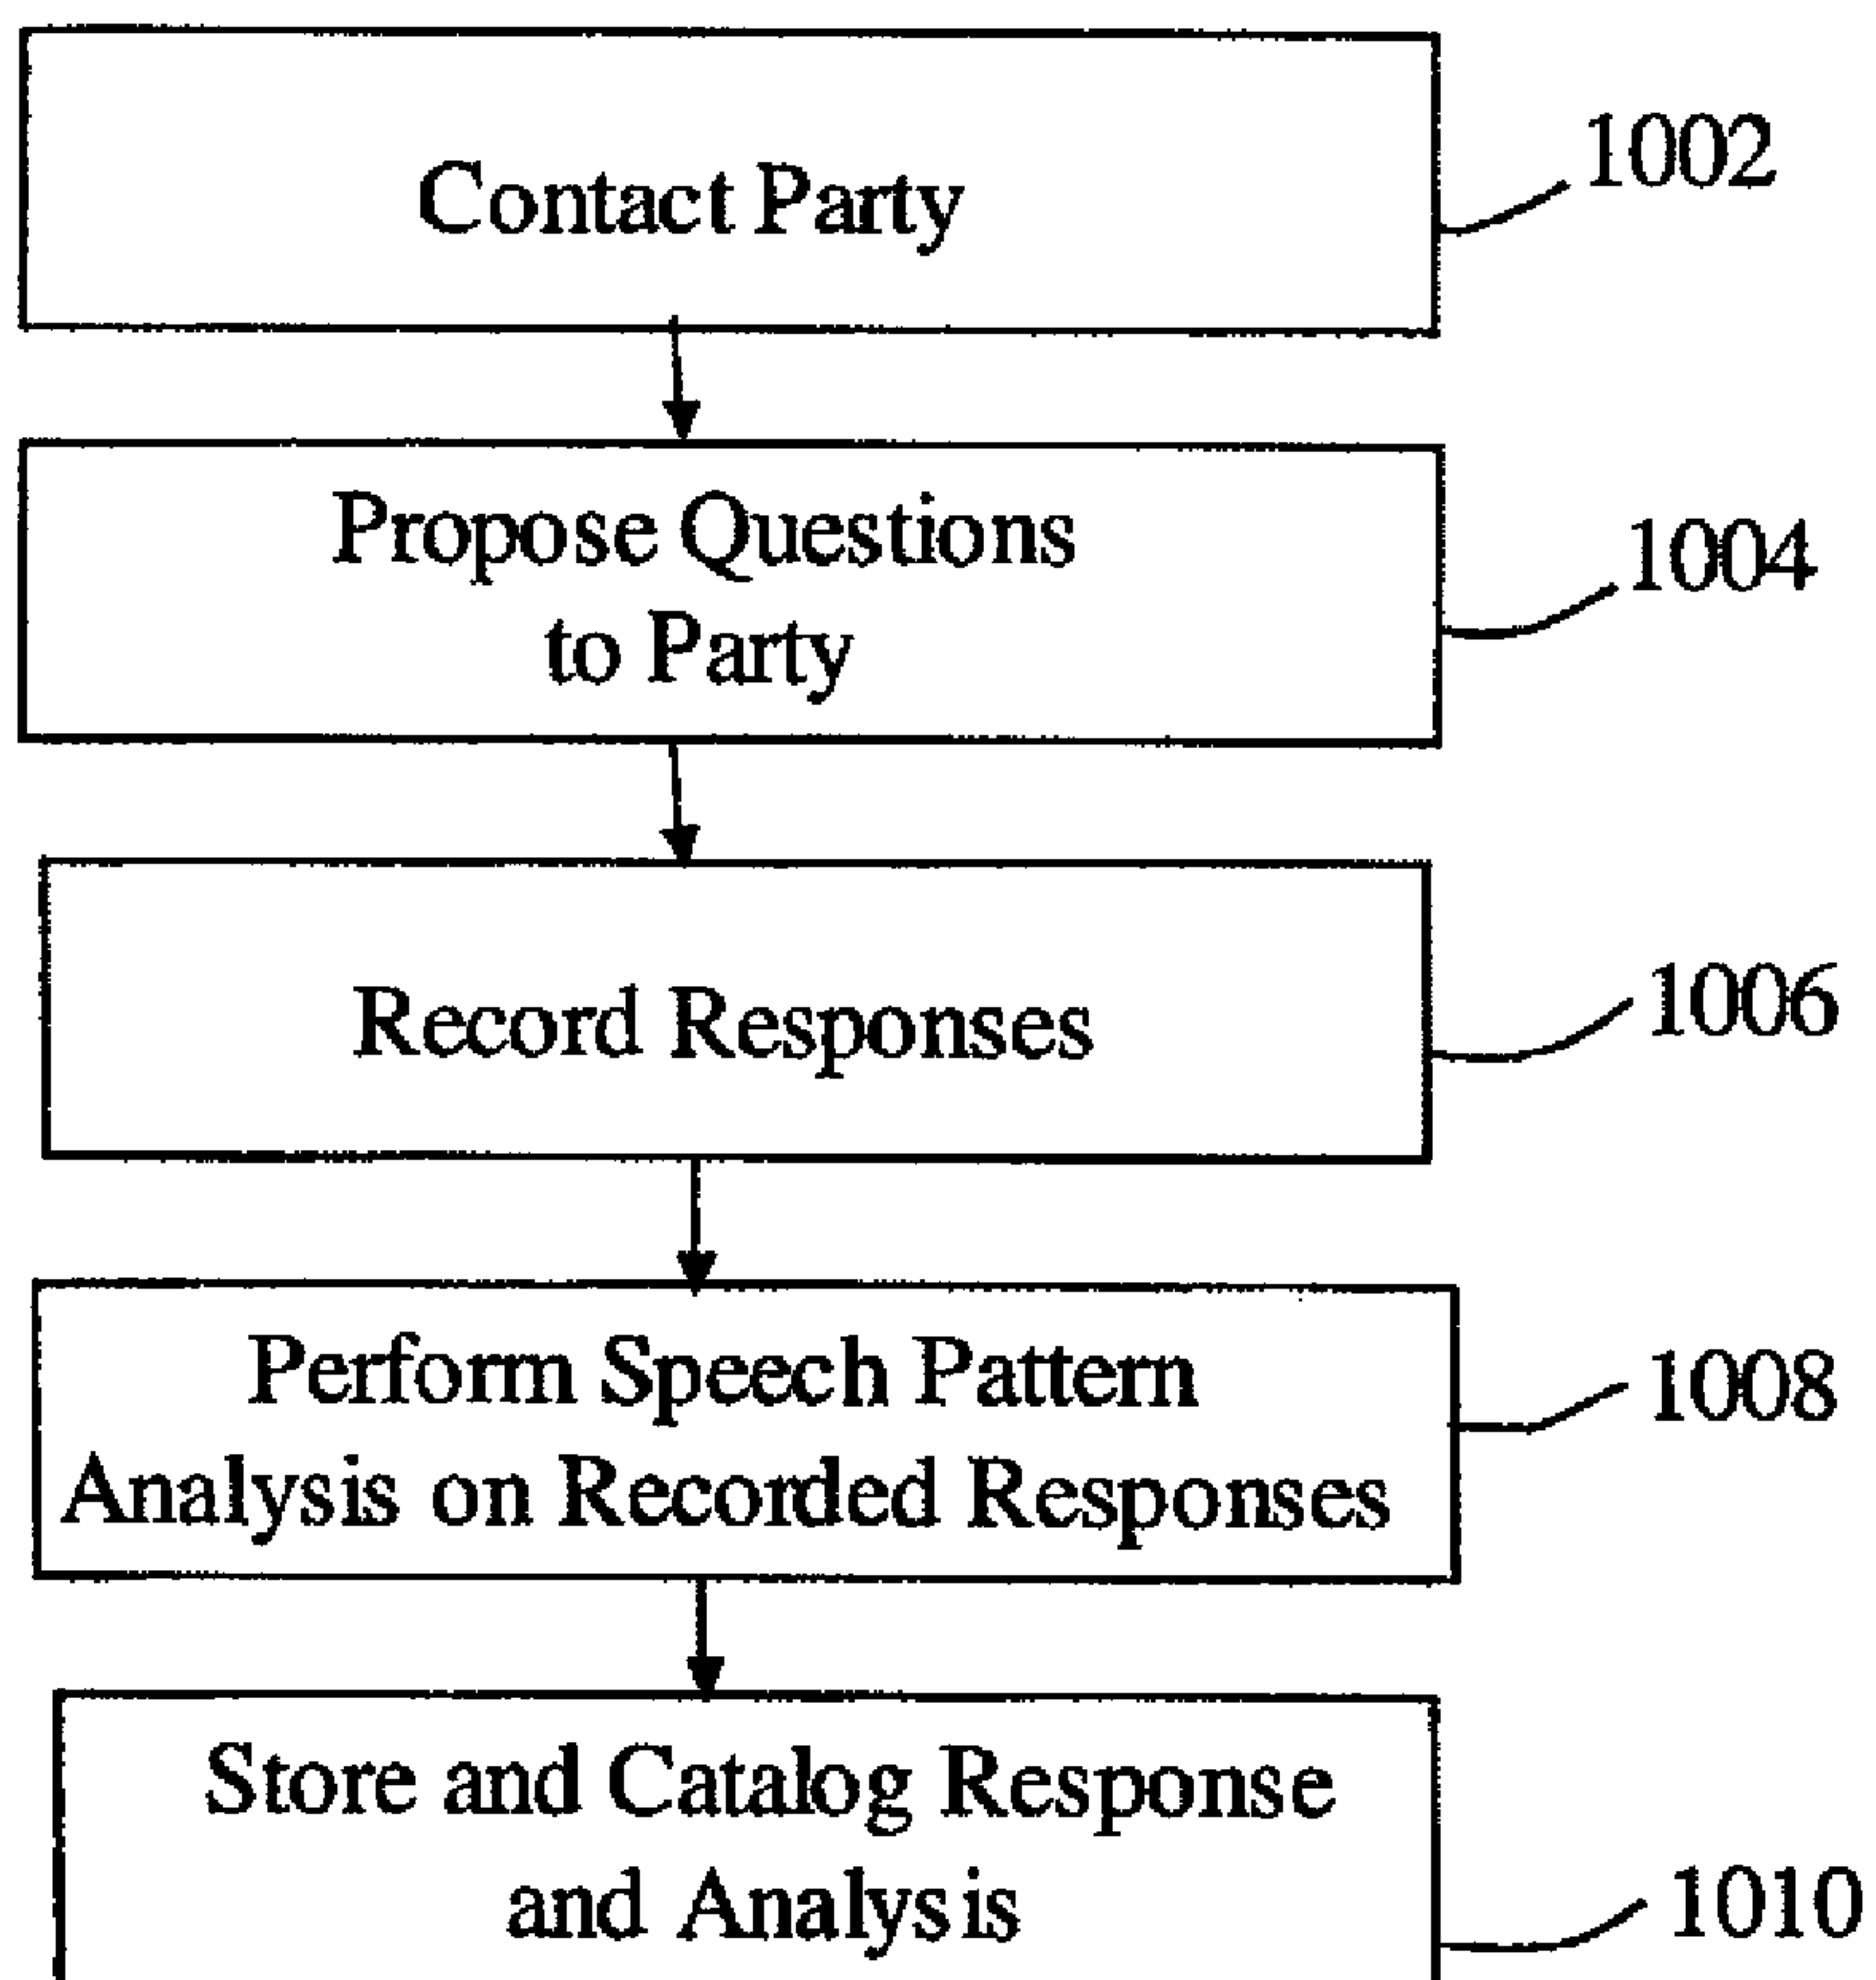 Contact Party
1002
Propose Questions
to Party
1004
Record Responses
1006
Perform Speech Pattern
Analysis on Recorded Responses
1008
Store and Catalog Response
and Analysis
1010